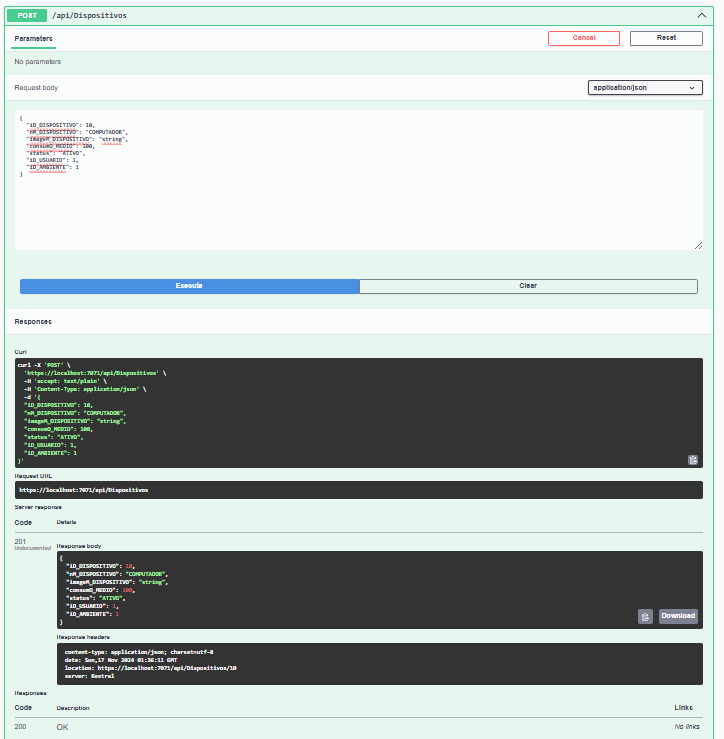 POST /api/Dispositivos
Parameters
Cancel
Reset
No parameters
Request body
application/json
{
"iD_DISPOSITIVO": 10,
"nM_DISPOSITIVO": "COMPUTADOR",
"imageM_DISPOSITIVO": "string",
"consumO_MEDIO": 100,
"status": "ATIVO",
"iD_USUARIO": 1,
"iD_AMBIENTE": 1
}
Execute
Clear
Responses
Curl
curl -X 'POST' \
'https://localhost:7071/api/Dispositivos' \
-H 'accept: text/plain' \
-H 'Content-Type: application/json' \
-d '{
"iD_DISPOSITIVO": 10,
"nM_DISPOSITIVO": "COMPUTADOR",
"imageM_DISPOSITIVO": "string",
"consumO_MEDIO": 100,
"status": "ATIVO",
"iD_USUARIO": 1,
"iD_AMBIENTE": 1
}'
Request URL
https://localhost:7071/api/Dispositivos
Server response
Code Details
201
Undocumented
Response body
{
"iD_DISPOSITIVO": 10,
"nM_DISPOSITIVO": "COMPUTADOR",
"imageM_DISPOSITIVO": "string",
"consumO_MEDIO": 100,
"status": "ATIVO",
"iD_USUARIO": 1,
"iD_AMBIENTE": 1
}
Download
Response headers
content-type: application/json; charset=utf-8
date: Sun,17 Nov 2024 01:36:11 GMT
location: https://localhost:7071/api/Dispositivos/10
server: Kestrel
Responses
Code Description Links
200 OK No links